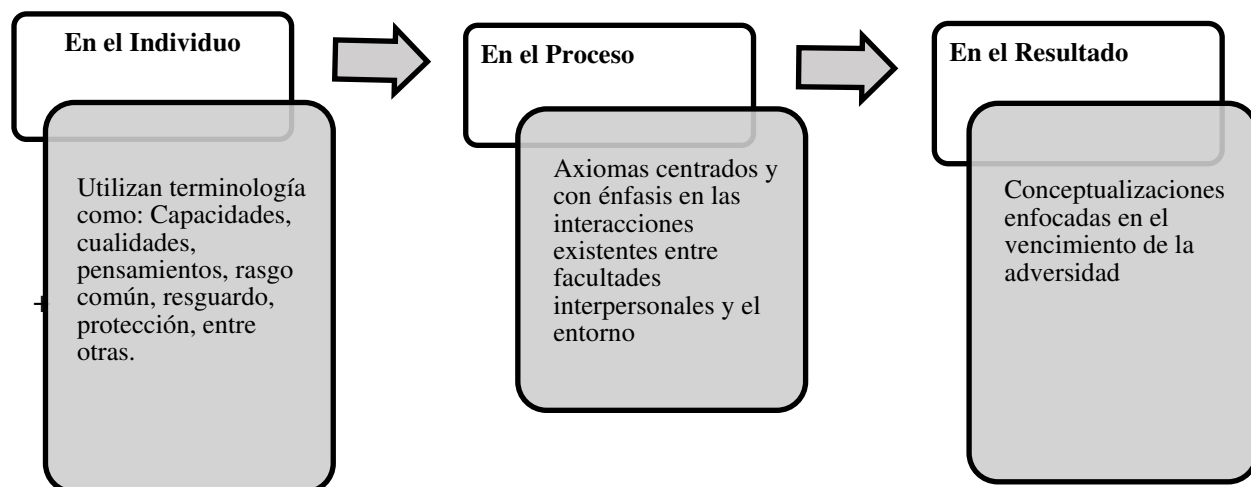 En el Individuo
Utilizan terminología
como: Capacidades,
cualidades,
pensamientos, rasgo
común, resguardo,
protección, entre
otras.
+
En el Proceso
Axiomas centrados y
con énfasis en las
interacciones
existentes entre
facultades
interpersonales y el
entorno
En el Resultado
Conceptualizaciones
enfocadas en el
vencimiento de la
adversidad